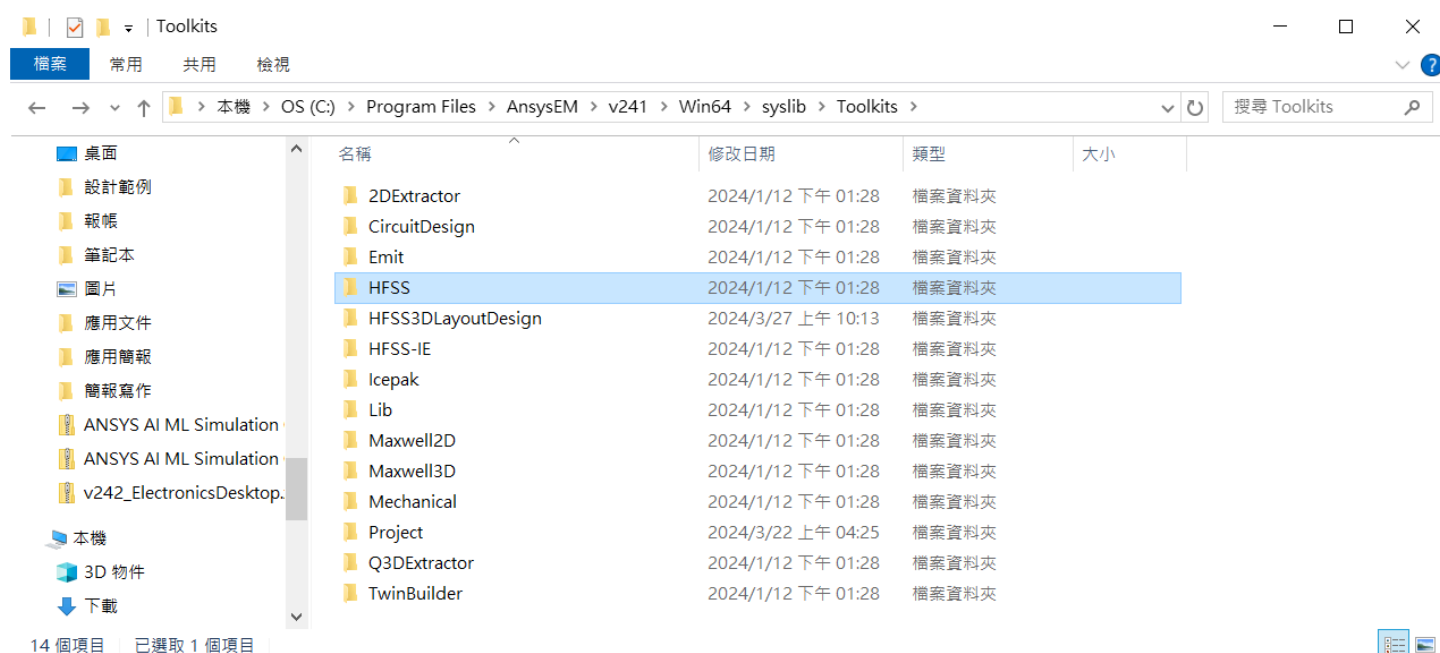 Toolkits
檔案 常用 共用 檢視
本機 OS (C:) Program Files AnsysEM v241 Win64 syslib Toolkits 搜尋 Toolkits
桌面
設計範例
報帳
筆記本
圖片
應用文件
應用簡報
簡報寫作
ANSYS AI ML Simulation
ANSYS AI ML Simulation
v242_ElectronicsDesktop.
本機
3D 物件
下載
名稱 修改日期 類型 大小
2DExtractor 2024/1/12 下午 01:28 檔案資料夾
CircuitDesign 2024/1/12 下午 01:28 檔案資料夾
Emit 2024/1/12 下午 01:28 檔案資料夾
HFSS 2024/1/12 下午 01:28 檔案資料夾
HFSS3DLayoutDesign 2024/3/27 上午 10:13 檔案資料夾
HFSS-IE 2024/1/12 下午 01:28 檔案資料夾
Icepak 2024/1/12 下午 01:28 檔案資料夾
Lib 2024/1/12 下午 01:28 檔案資料夾
Maxwell2D 2024/1/12 下午 01:28 檔案資料夾
Maxwell3D 2024/1/12 下午 01:28 檔案資料夾
Mechanical 2024/1/12 下午 01:28 檔案資料夾
Project 2024/3/22 上午 04:25 檔案資料夾
Q3DExtractor 2024/1/12 下午 01:28 檔案資料夾
TwinBuilder 2024/1/12 下午 01:28 檔案資料夾
14 個項目 已選取 1 個項目